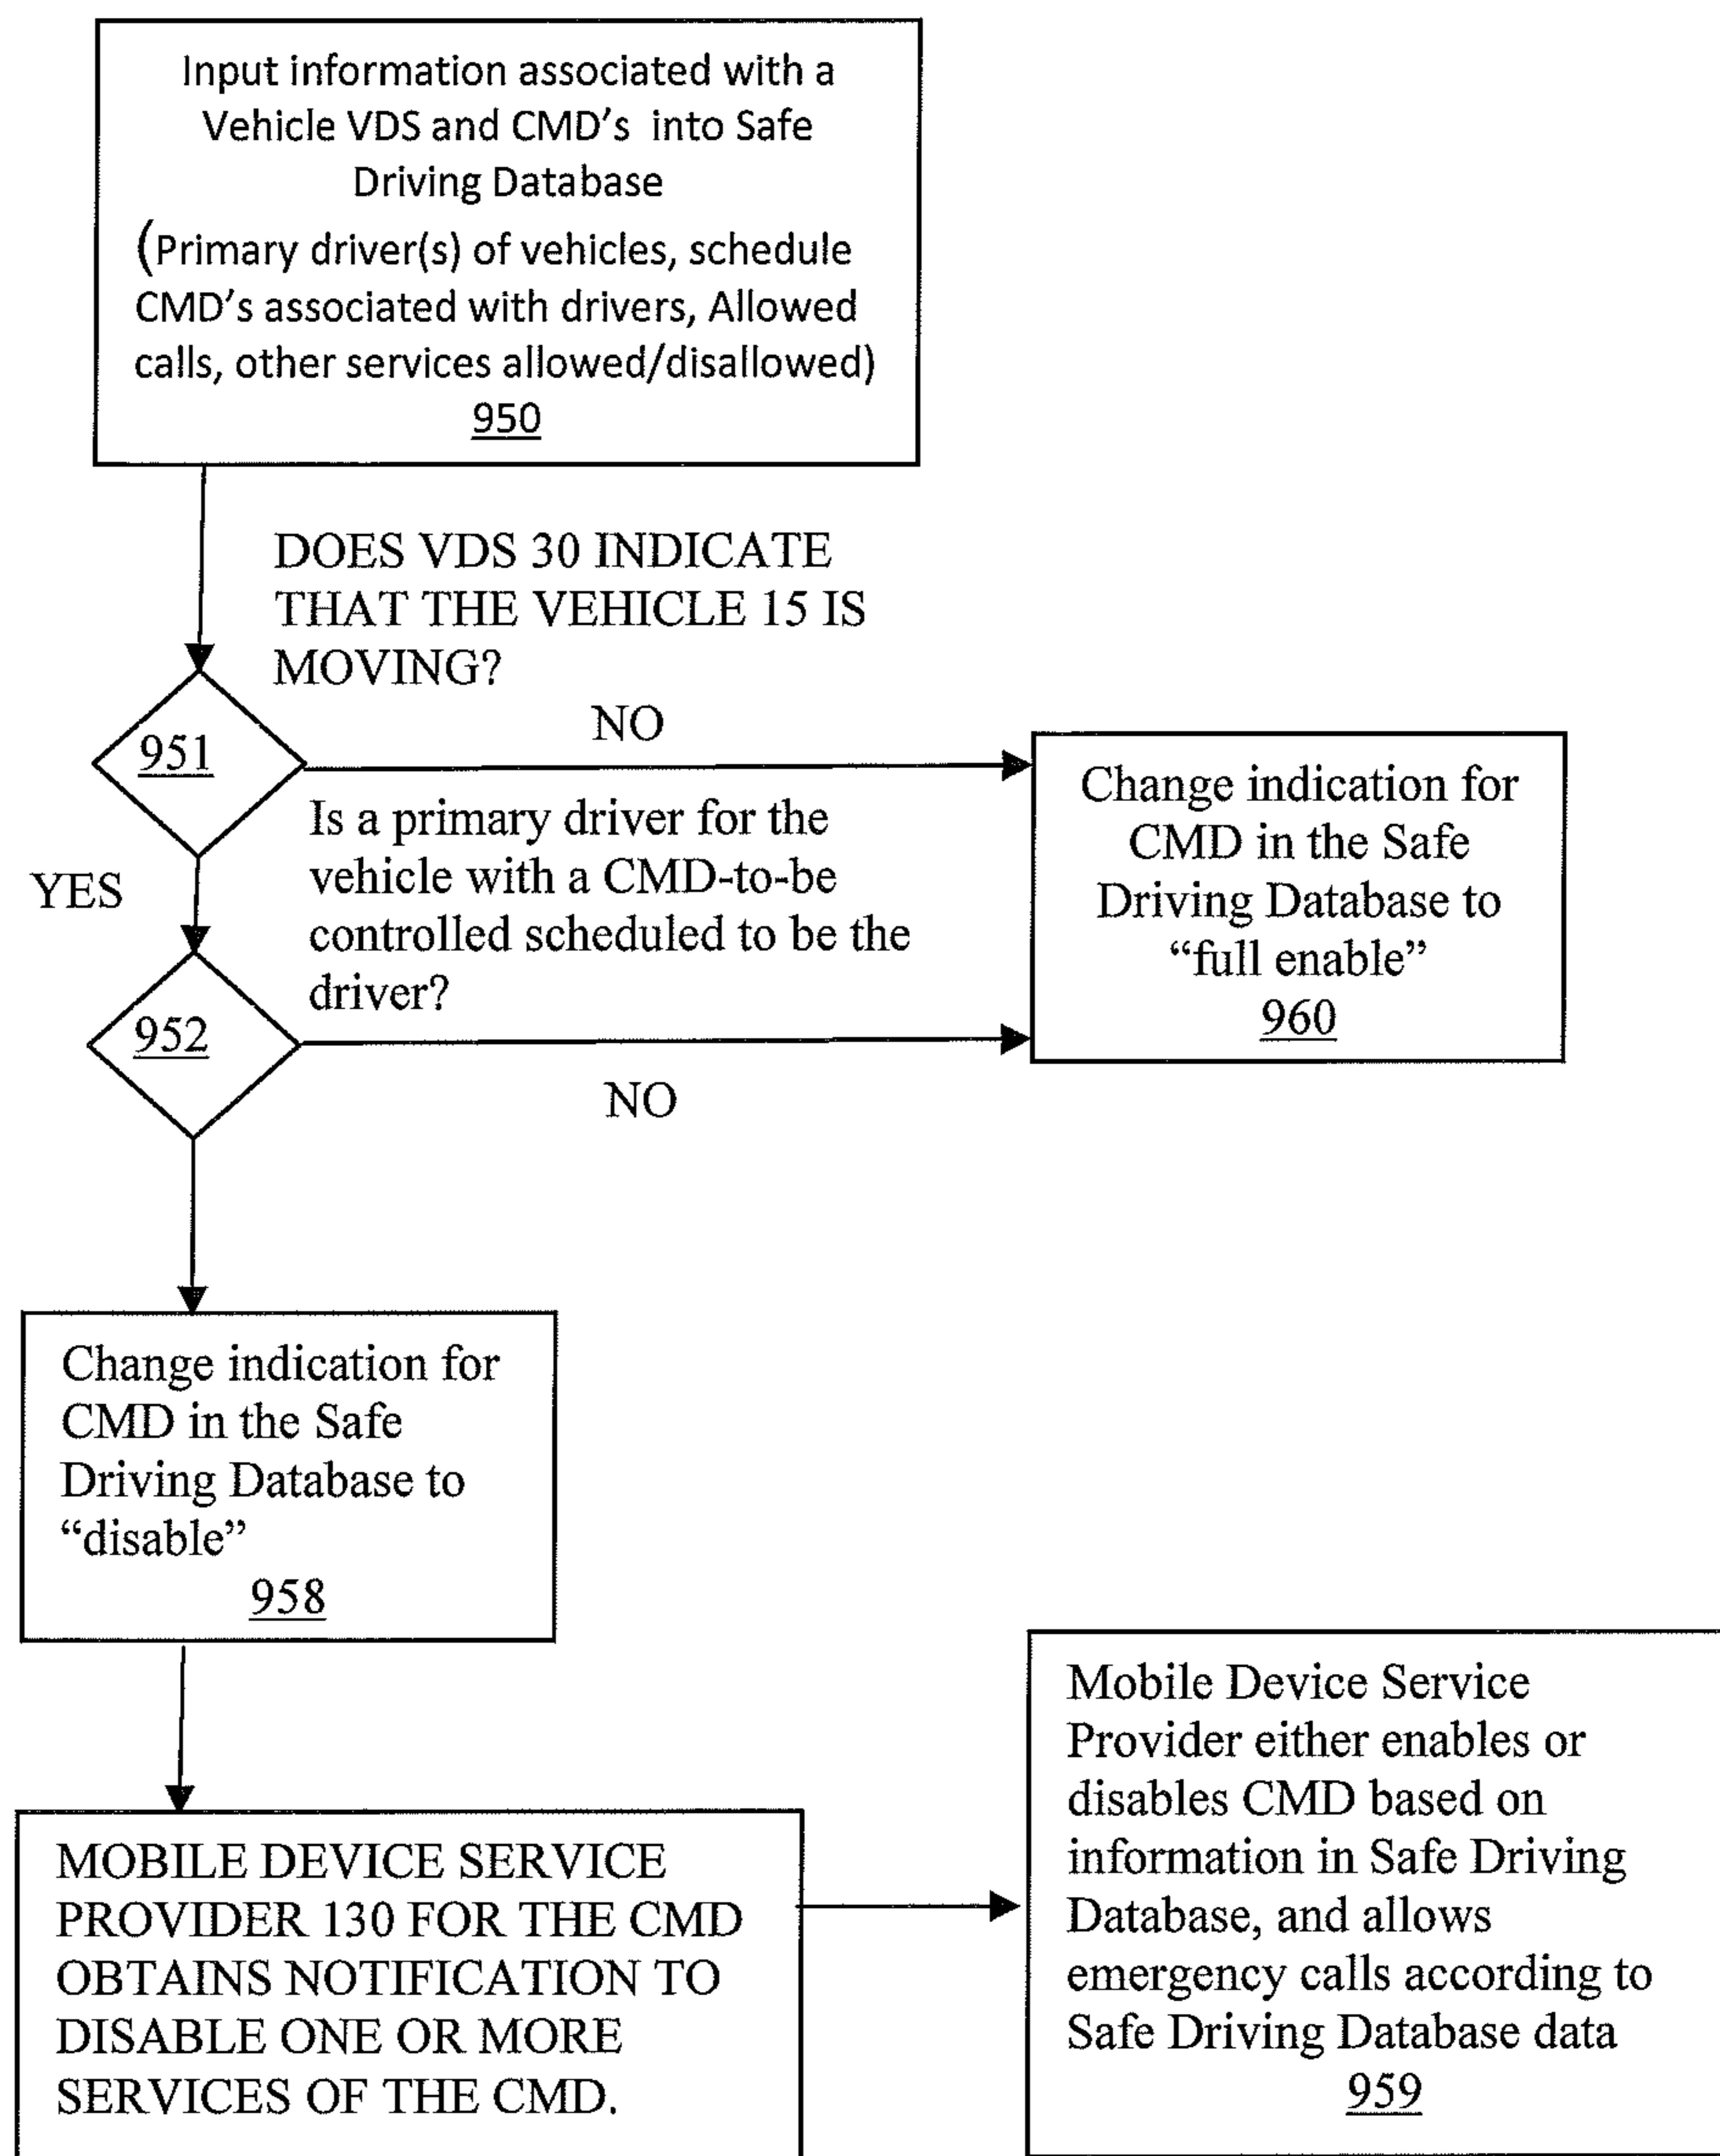 Input information associated with a
Vehicle VDS and CMD's into Safe
Driving Database
(Primary driver(s) of vehicles, schedule
CMD's associated with drivers, Allowed
calls, other services allowed/disallowed)
950
DOES VDS 30 INDICATE
THAT THE VEHICLE 15 IS
MOVING?
951
NO
YES
Is a primary driver for the
vehicle with a CMD-to-be
controlled scheduled to be the
driver?
952
NO
Change indication for
CMD in the Safe
Driving Database to
“full enable”
960
Change indication for
CMD in the Safe
Driving Database to
“disable”
958
MOBILE DEVICE SERVICE
PROVIDER 130 FOR THE CMD
OBTAINS NOTIFICATION TO
DISABLE ONE OR MORE
SERVICES OF THE CMD.
Mobile Device Service
Provider either enables or
disables CMD based on
information in Safe Driving
Database, and allows
emergency calls according to
Safe Driving Database data
959